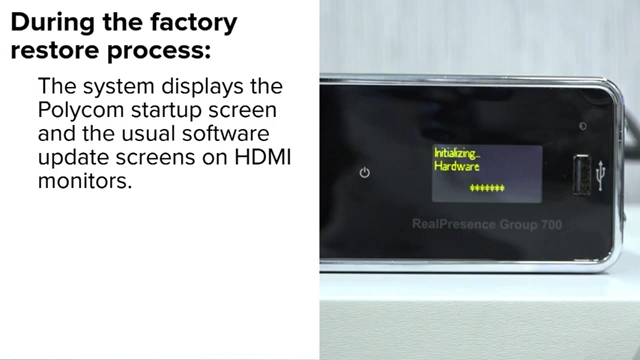 During the factory
restore process:
The system displays the
Polycom startup screen
and the usual software
update screens on HDMI
monitors.
Initializing...
Hardware
*******
RealPresence Group 700